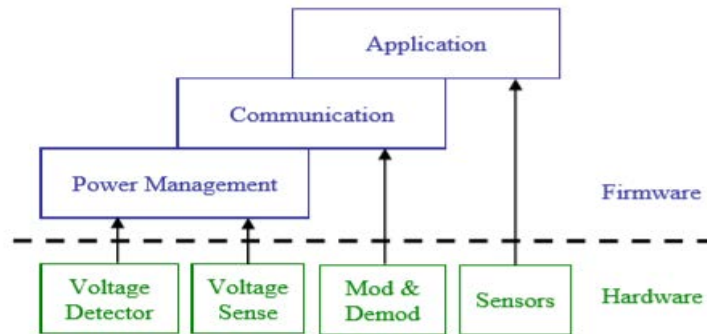 Application
Communication
Power Management
Firmware
Voltage
Detector
Voltage
Sense
Mod &
Demod
Sensors
Hardware